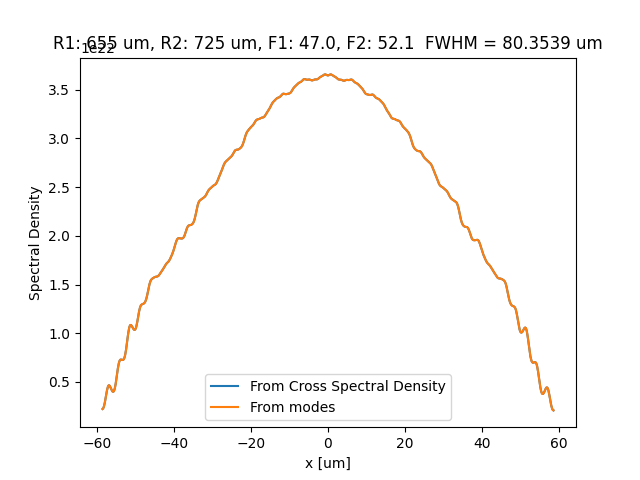 R1: 655 um, R2: 725 um, F1: 47.0, F2: 52.1  FWHM = 80.3539 um
1e22
3.5
3.0
2.5
2.0
1.5
1.0
0.5
Spectral Density
From Cross Spectral Density
From modes
−60 −40 −20 0 20 40 60
x [um]